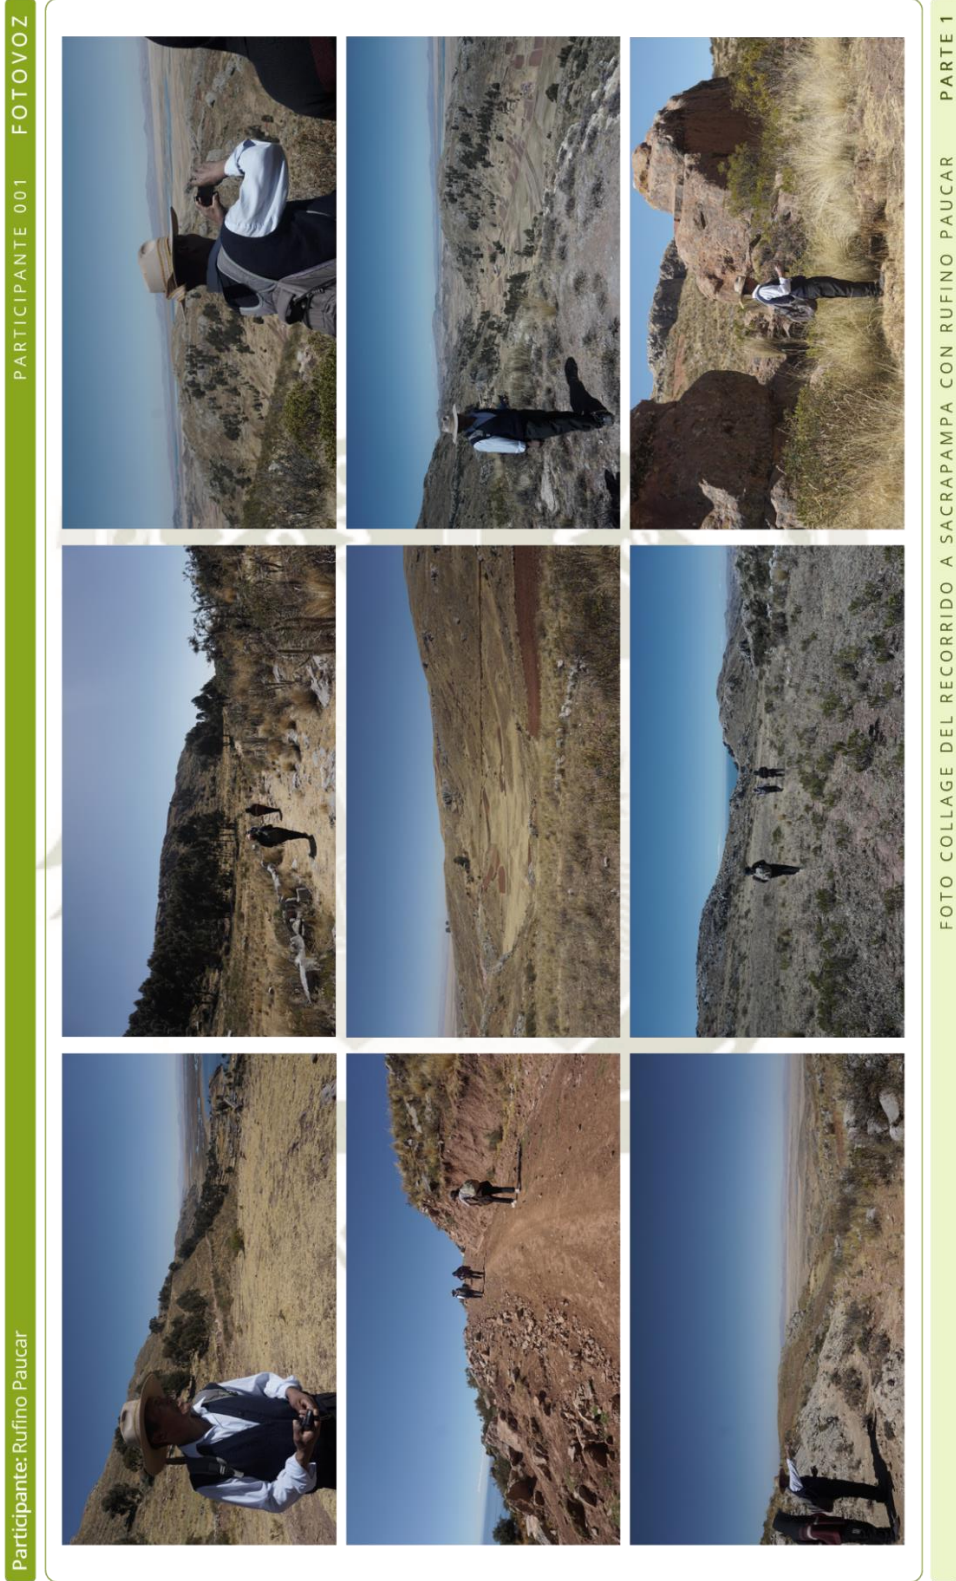 Participante: Rufino Paucar
PARTICIPANTE 001 FOTOVOZ
FOTO COLLAGE DEL RECORRIDO A SACRAPAMPA CON RUFINO PAUCAR PARTE 1